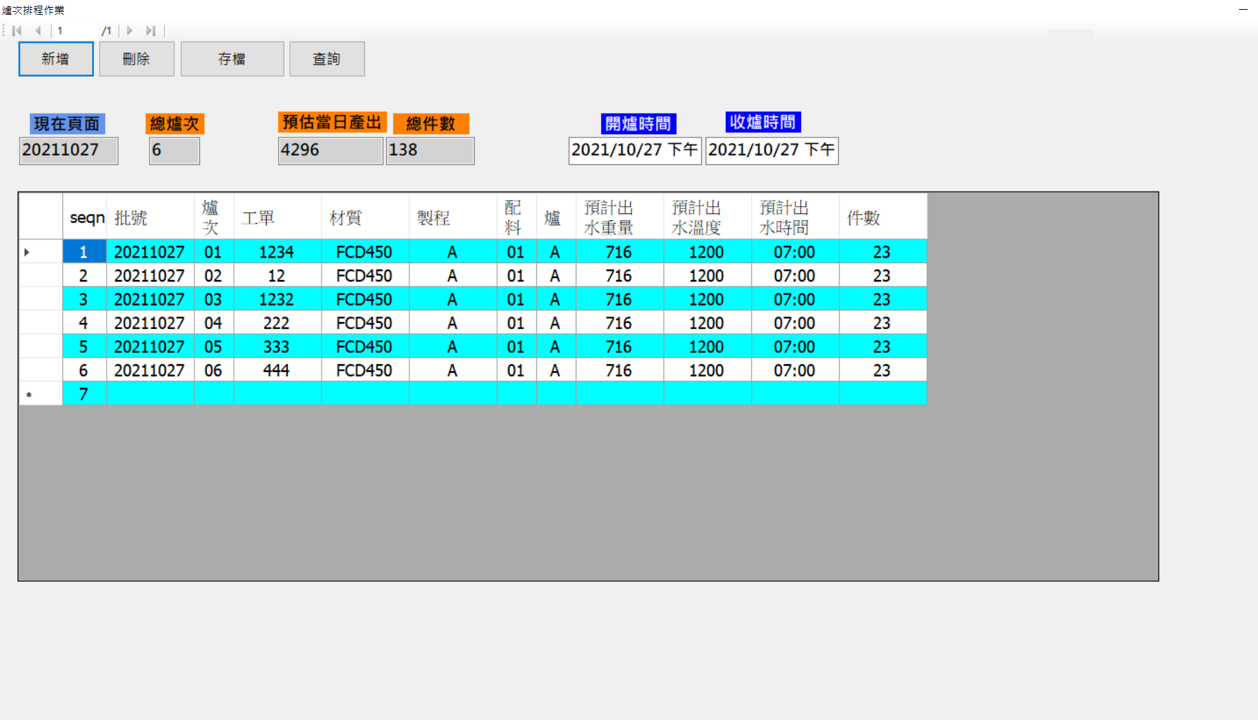 爐次排程作業
1 /1
新增 刪除 存檔 查詢
現在頁面 總爐次 預估當日產出 總件數 開爐時間 收爐時間
20211027 6 4296 138 2021/10/27 下午 2021/10/27 下午
seqn 批號 爐次 工單 材質 製程 配料 爐 預計出水重量 預計出水溫度 預計出水時間 件數
1 20211027 01 1234 FCD450 A 01 A 716 1200 07:00 23
2 20211027 02 12 FCD450 A 01 A 716 1200 07:00 23
3 20211027 03 1232 FCD450 A 01 A 716 1200 07:00 23
4 20211027 04 222 FCD450 A 01 A 716 1200 07:00 23
5 20211027 05 333 FCD450 A 01 A 716 1200 07:00 23
6 20211027 06 444 FCD450 A 01 A 716 1200 07:00 23
7